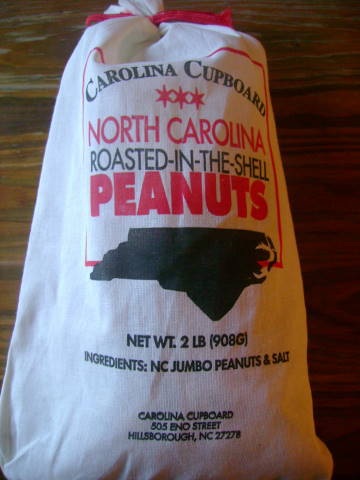 CAROLINA CUPBOARD
NORTH CAROLINA
ROASTED-IN-THE-SHELL
PEANUTS
NET WT. 2 LB (908G)
INGREDIENTS: NC JUMBO PEANUTS & SALT
CAROLINA CUPBOARD
505 ENO STREET
HILLSBOROUGH, NC 27278